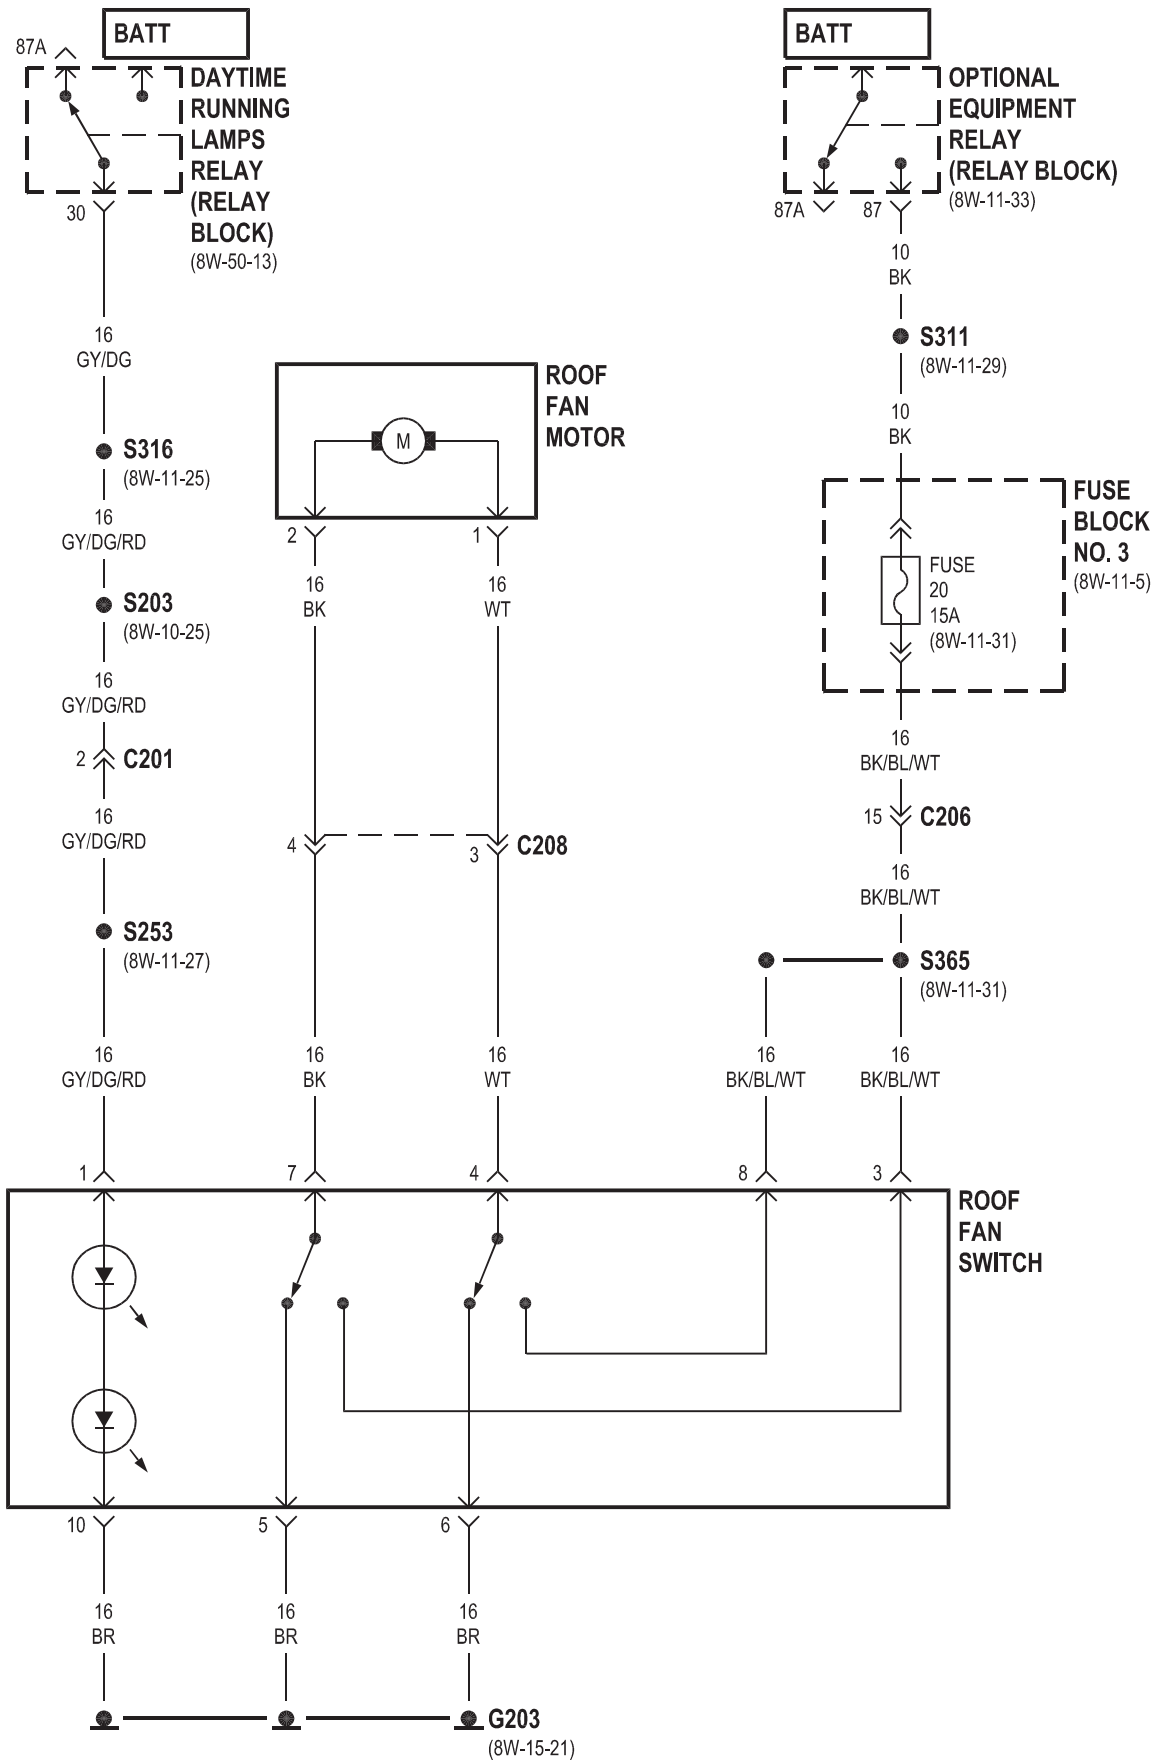 BATT
87A
DAYTIME
RUNNING
LAMPS
RELAY
(RELAY
BLOCK)
(8W-50-13)
30
BATT
OPTIONAL
EQUIPMENT
RELAY
(RELAY BLOCK)
(8W-11-33)
87A
87
10
BK
S311
(8W-11-29)
10
BK
16
GY/DG
S316
(8W-11-25)
16
GY/DG/RD
S203
(8W-10-25)
16
GY/DG/RD
2
C201
16
GY/DG/RD
S253
(8W-11-27)
16
GY/DG/RD
ROOF
FAN
MOTOR
M
2
1
16
BK
16
WT
4
3
C208
16
BK
16
WT
FUSE
BLOCK
NO. 3
(8W-11-5)
FUSE
20
15A
(8W-11-31)
16
BK/BL/WT
15
C206
16
BK/BL/WT
S365
(8W-11-31)
16
BK/BL/WT
16
BK/BL/WT
1
7
4
8
3
ROOF
FAN
SWITCH
10
5
6
16
BR
16
BR
16
BR
G203
(8W-15-21)